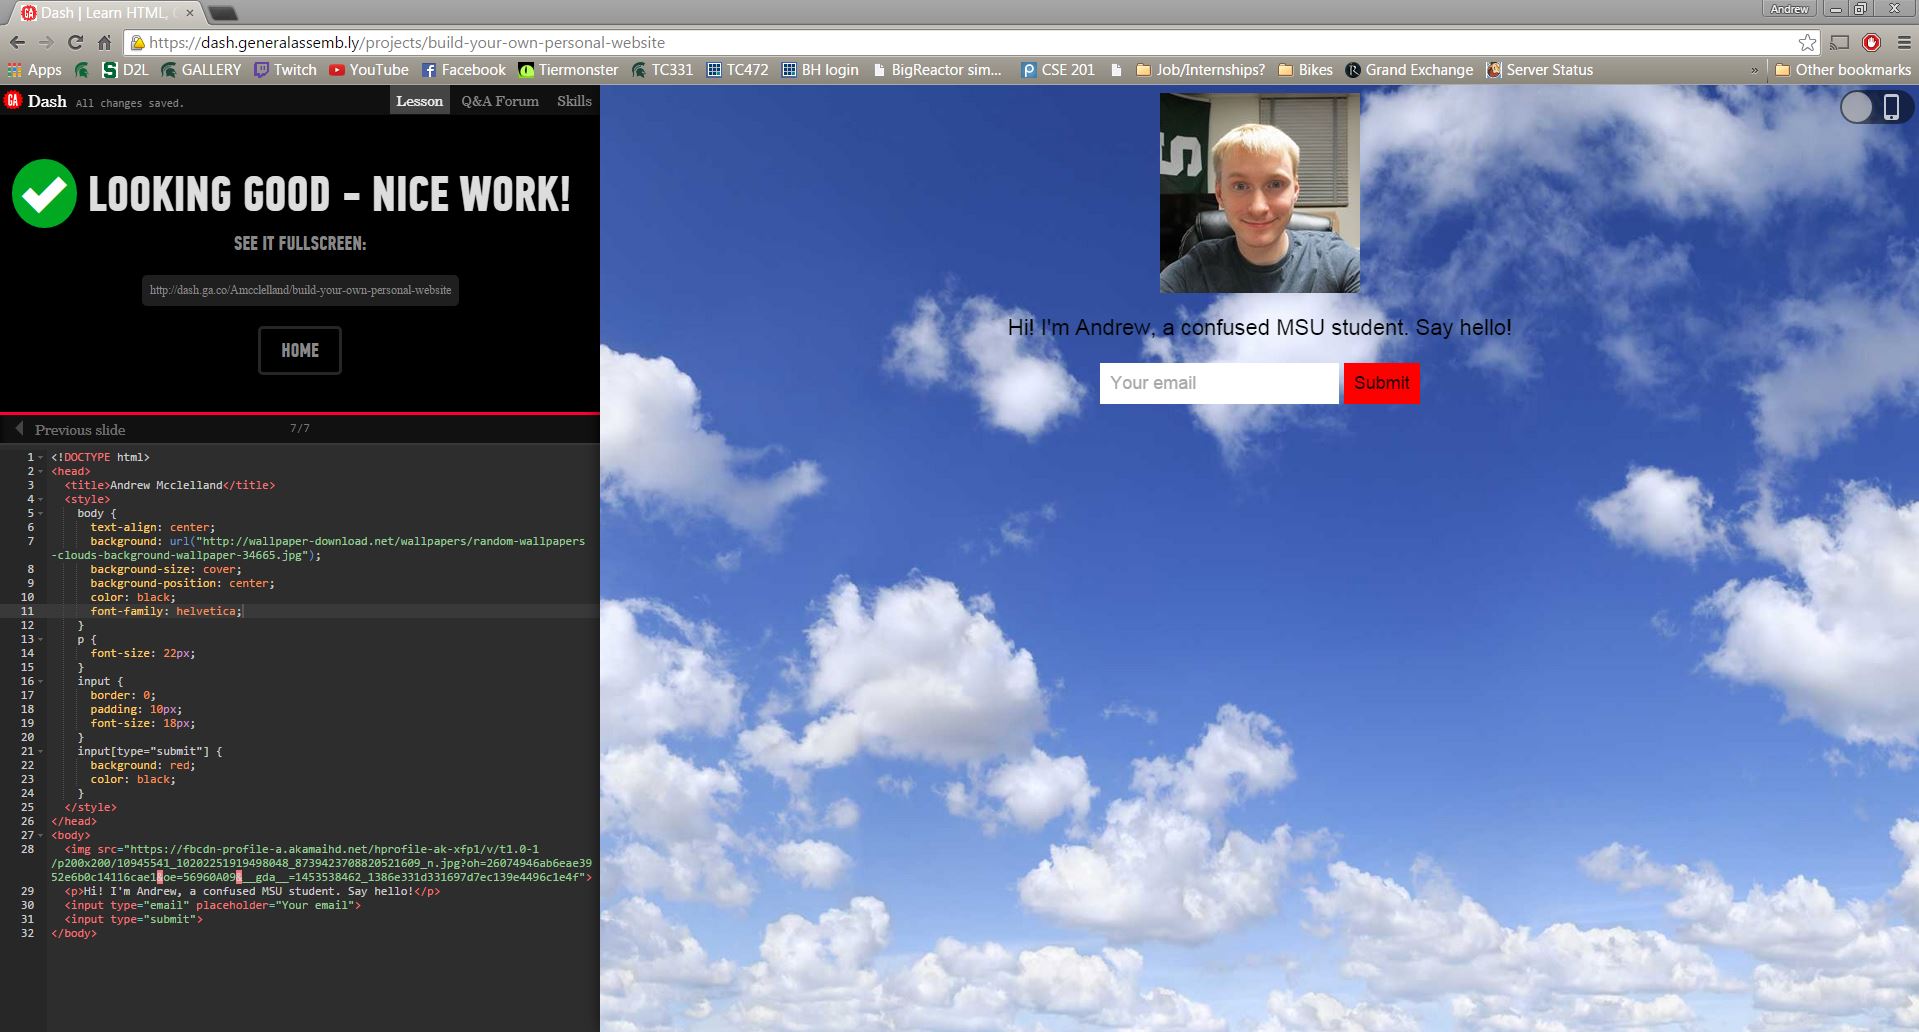 Dash | Learn HTML, C
Andrew
https://dash.generalassemb.ly/projects/build-your-own-personal-website
Apps D2L GALLERY Twitch YouTube Facebook Tiermonster TC331 TC472 BH login BigReactor sim... CSE 201 Job/Internships? Bikes Grand Exchange Server Status » Other bookmarks
GA Dash All changes saved. Lesson Q&A Forum Skills
LOOKING GOOD - NICE WORK!
SEE IT FULLSCREEN:
http://dash.ga.co/Amcclelland/build-your-own-personal-website
HOME
Previous slide 7/7
1 <!DOCTYPE html>
2 <head>
3 <title>Andrew Mcclelland</title>
4 <style>
5 body {
6 text-align: center;
7 background: url("http://wallpaper-download.net/wallpapers/random-wallpapers
-clouds-background-wallpaper-34665.jpg");
8 background-size: cover;
9 background-position: center;
10 color: black;
11 font-family: helvetica;
12 }
13 p {
14 font-size: 22px;
15 }
16 input {
17 border: 0;
18 padding: 10px;
19 font-size: 18px;
20 }
21 input[type="submit"] {
22 background: red;
23 color: black;
24 }
25 </style>
26 </head>
27 <body>
28 <img src="https://fbcdn-profile-a.akamaihd.net/hprofile-ak-xfp1/v/t1.0-1
/p200x200/10945541_10202251919498048_8739423708820521609_n.jpg?oh=26074946ab6eae39
52e6b0c14116cae1&oe=56960A09&__gda__=1453538462_1386e331d331697d7ec139e4496c1e4f">
29 <p>Hi! I'm Andrew, a confused MSU student. Say hello!</p>
30 <input type="email" placeholder="Your email">
31 <input type="submit">
32 </body>
S
Hi! I'm Andrew, a confused MSU student. Say hello!
Your email Submit